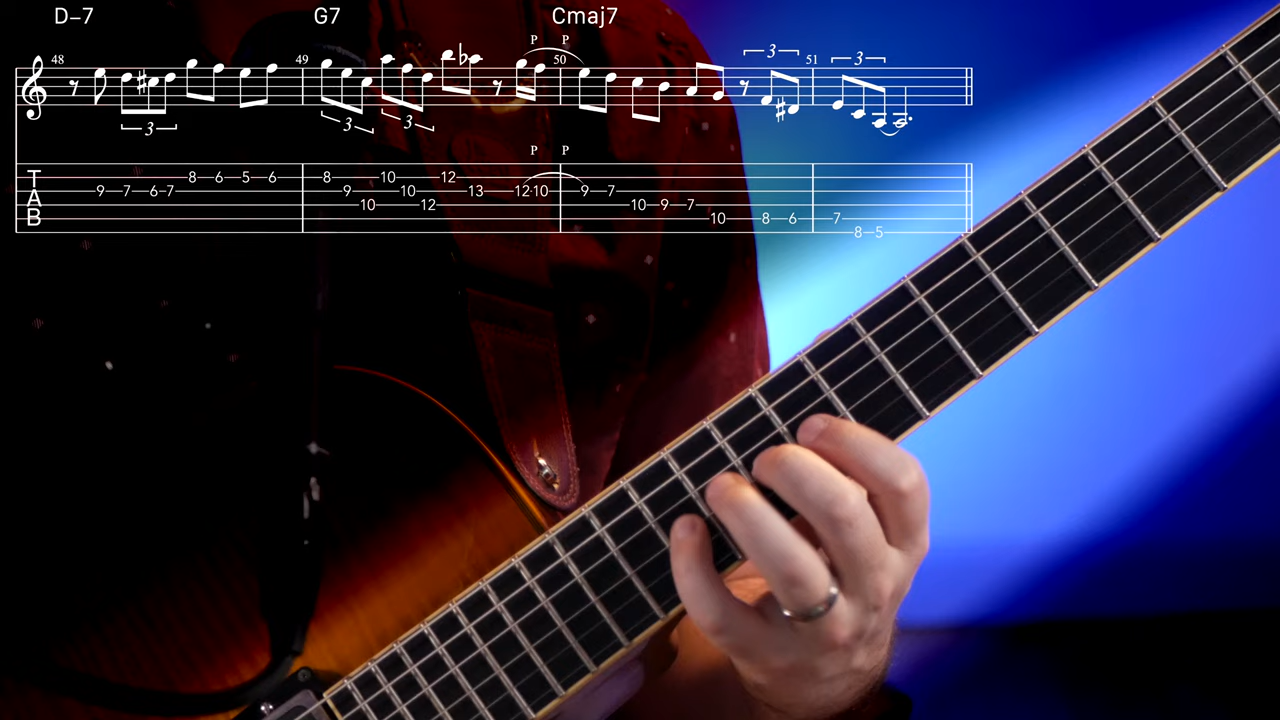 D–7 G7 Cmaj7
P P
48 49 50 3 51 3
3 3 3
P P
T 8 6 5 6 8 10 12
A 9 7 6 7 9 10 13 12 10 9 7
10 12 10 9 7
B 10 8 6 7
8 5